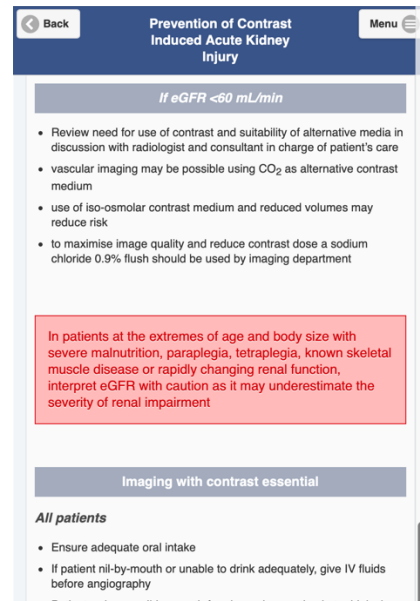 Back
Prevention of Contrast
Induced Acute Kidney
Injury
Menu
If eGFR <60 mL/min
• Review need for use of contrast and suitability of alternative media in
discussion with radiologist and consultant in charge of patient's care
• vascular imaging may be possible using CO2 as alternative contrast
medium
• use of iso-osmolar contrast medium and reduced volumes may
reduce risk
• to maximise image quality and reduce contrast dose a sodium
chloride 0.9% flush should be used by imaging department
In patients at the extremes of age and body size with
severe malnutrition, paraplegia, tetraplegia, known skeletal
muscle disease or rapidly changing renal function,
interpret eGFR with caution as it may underestimate the
severity of renal impairment
Imaging with contrast essential
All patients
• Ensure adequate oral intake
• If patient nil-by-mouth or unable to drink adequately, give IV fluids
before angiography